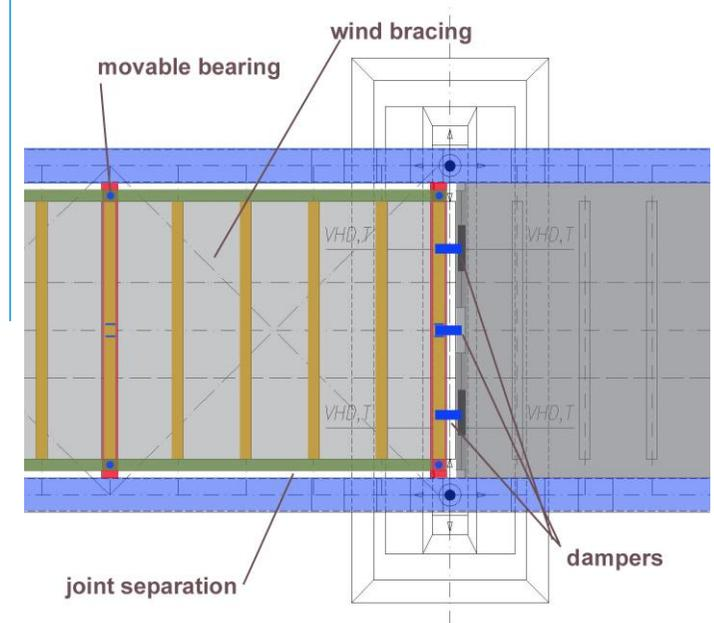 wind bracing
movable bearing
VHD,T
VHD,T
VHD,T
VHD,T
joint separation
dampers